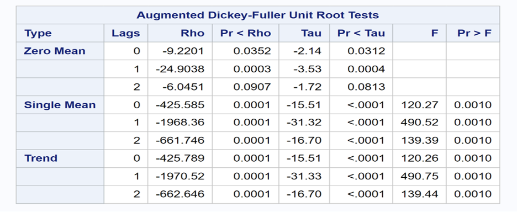 Augmented Dickey-Fuller Unit Root Tests
Type Lags Rho Pr < Rho Tau Pr < Tau F Pr > F
Zero Mean 0 -9.2201 0.0352 -2.14 0.0312
1 -24.9038 0.0003 -3.53 0.0004
2 -6.0451 0.0907 -1.72 0.0813
Single Mean 0 -425.585 0.0001 -15.51 <.0001 120.27 0.0010
1 -1968.36 0.0001 -31.32 <.0001 490.52 0.0010
2 -661.746 0.0001 -16.70 <.0001 139.39 0.0010
Trend 0 -425.789 0.0001 -15.51 <.0001 120.26 0.0010
1 -1970.52 0.0001 -31.33 <.0001 490.75 0.0010
2 -662.646 0.0001 -16.70 <.0001 139.44 0.0010